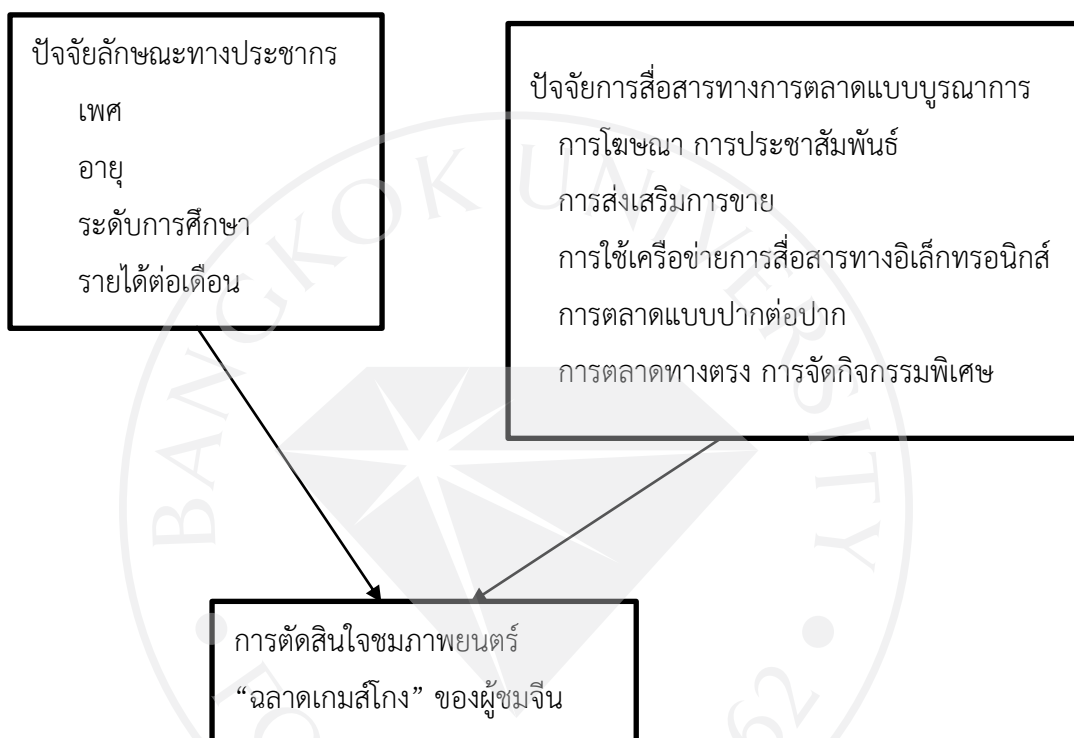 ปัจจัยลักษณะทางประชากร
เพศ
อายุ
ระดับการศึกษา
รายได้ต่อเดือน
ปัจจัยการสื่อสารทางการตลาดแบบบูรณาการ
การโฆษณา การประชาสัมพันธ์
การส่งเสริมการขาย
การใช้เครือข่ายการสื่อสารทางอิเล็กทรอนิกส์
การตลาดแบบปากต่อปาก
การตลาดทางตรง การจัดกิจกรรมพิเศษ
การตัดสินใจชมภาพยนตร์
“ฉลาดเกมส์โกง” ของผู้ชมจีน
BANGKOK UNIVERSITY